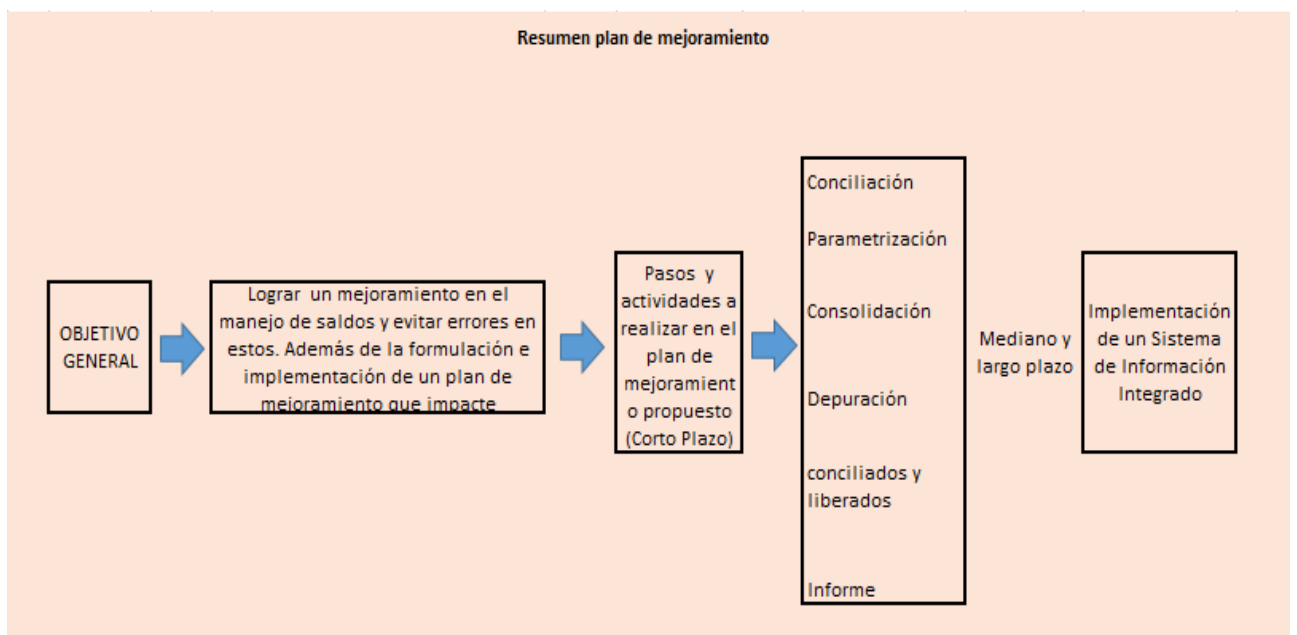 Resumen plan de mejoramiento
OBJETIVO
GENERAL
Lograr un mejoramiento en el
manejo de saldos y evitar errores en
estos. Además de la formulación e
implementación de un plan de
mejoramiento que impacte
Pasos y
actividades a
realizar en el
plan de
mejoramient
o propuesto
(Corto Plazo)
Conciliación
Parametrización
Consolidación
Depuración
conciliados y
liberados
Informe
Mediano y
largo plazo
Implementación
de un Sistema
de Información
Integrado